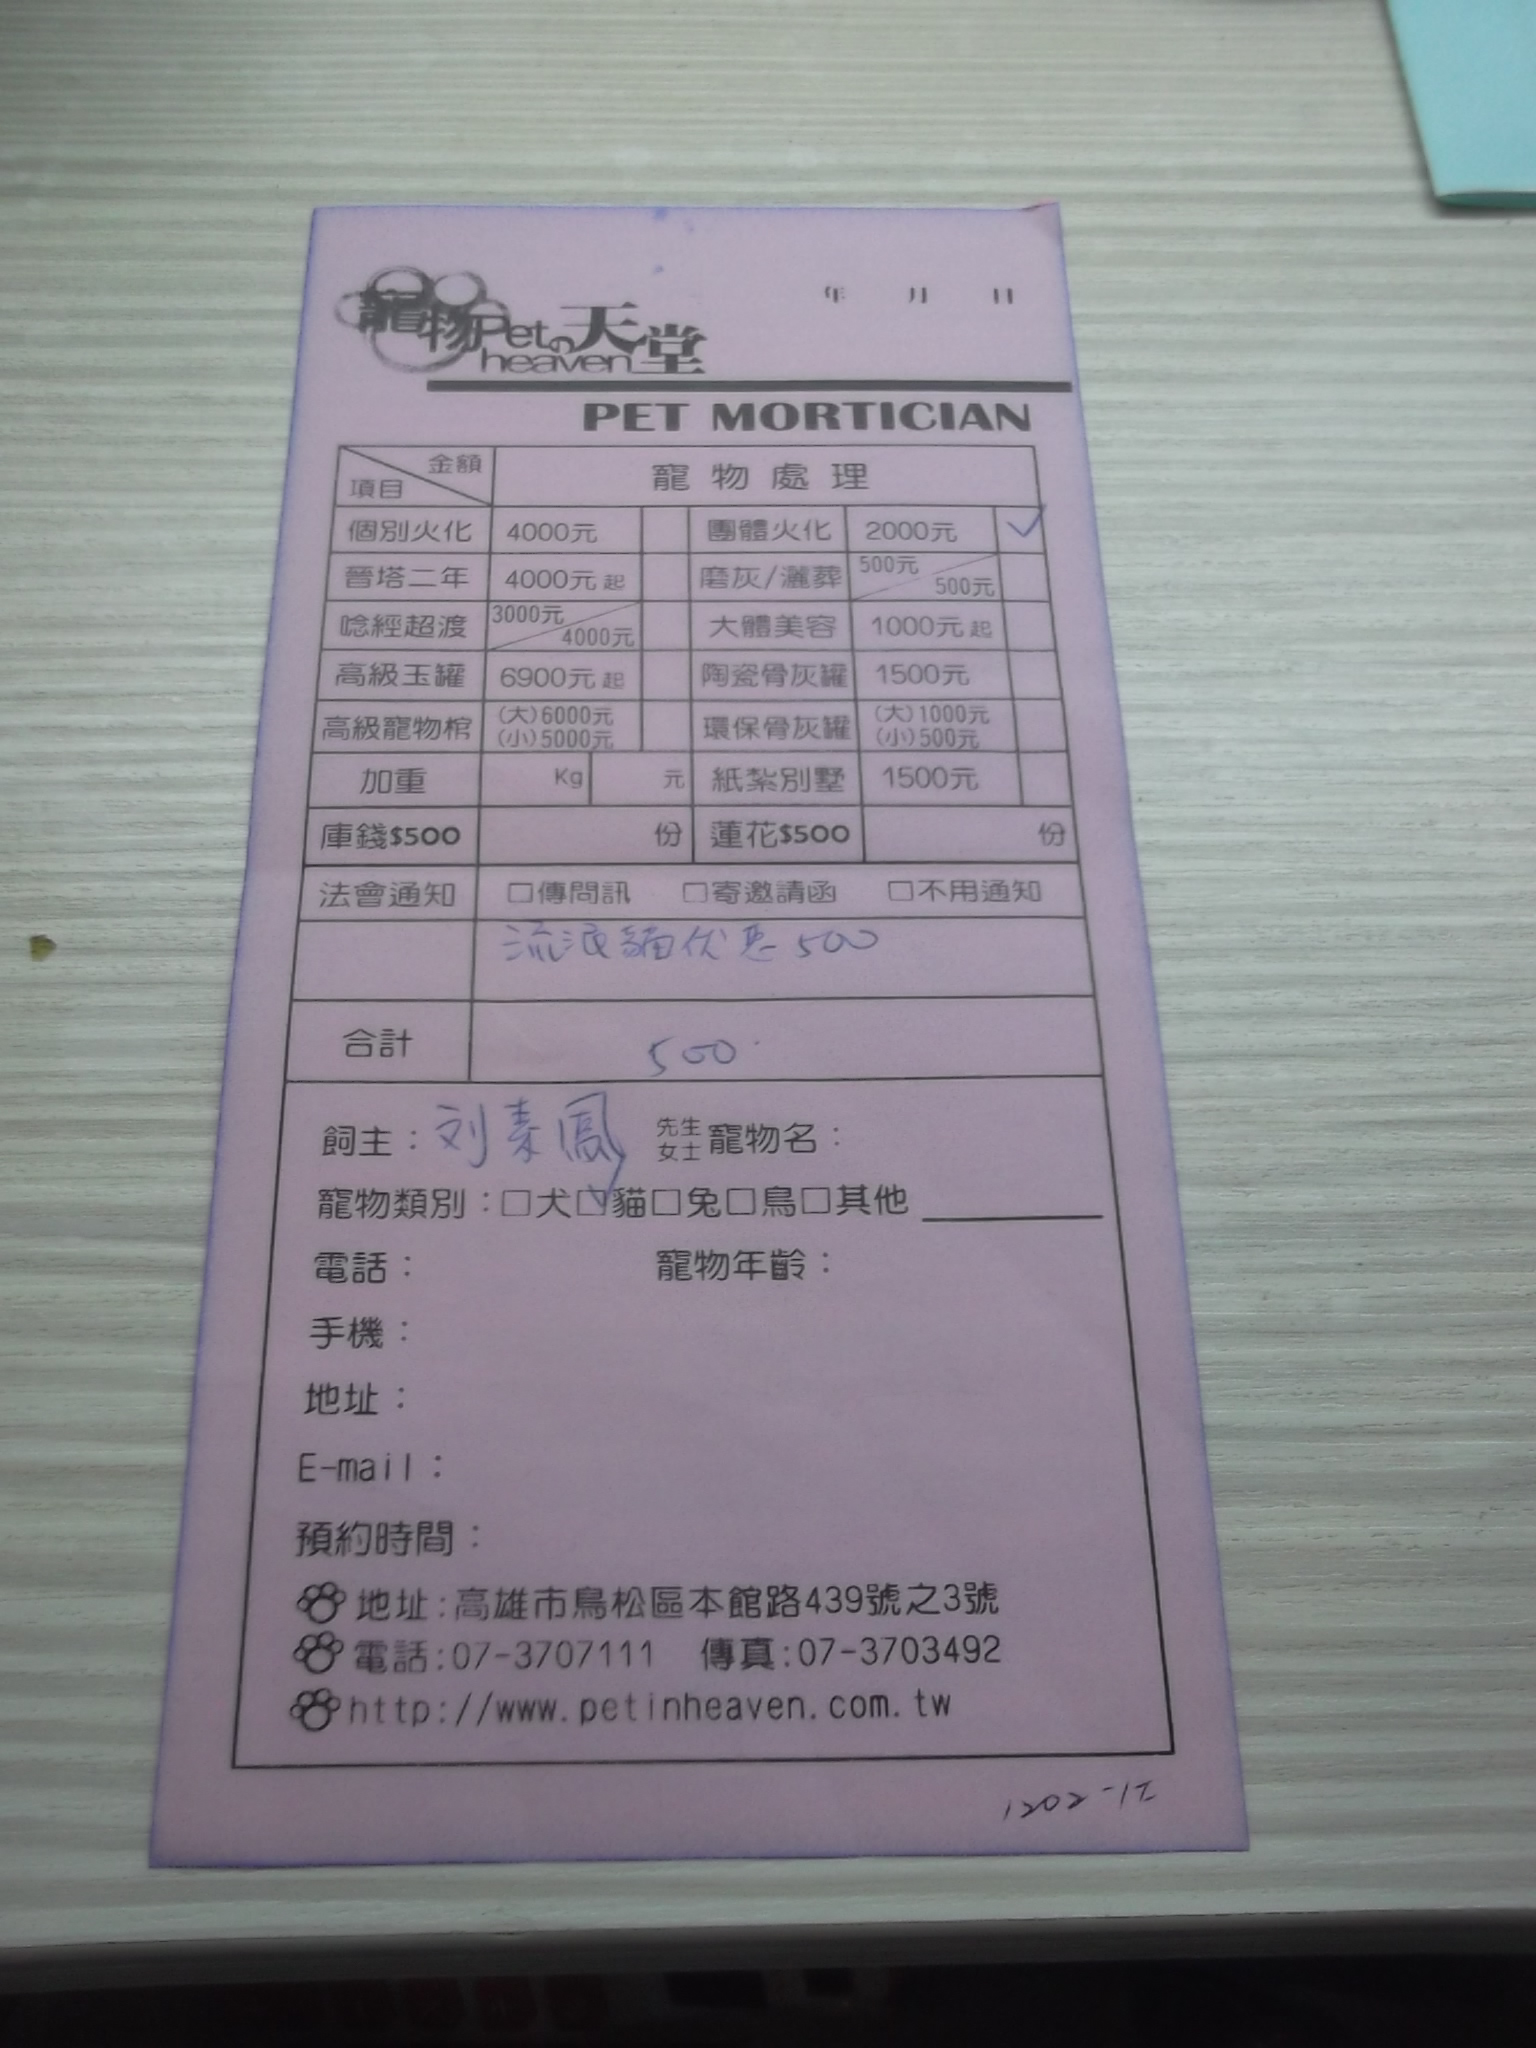 年 月 日
寵物 Petの 天堂
heaven
PET MORTICIAN
金額
項目
寵物處理
個別火化 4000元 團體火化 2000元 ✓
晉塔二年 4000元起 磨灰/灑葬 500元 500元
唸經超渡 3000元 4000元 大體美容 1000元起
高級玉罐 6900元起 陶瓷骨灰罐 1500元
高級寵物棺 (大)6000元 (小)5000元 環保骨灰罐 (大)1000元 (小)500元
加重 Kg 元 紙紮別墅 1500元
庫錢$500 份 蓮花$500 份
法會通知 □傳問訊 □寄邀請函 □不用通知
流浪貓优惠500
合計 500
飼主:刘素鳳 先生 女士 寵物名:
寵物類別:□犬☑貓□兔□鳥□其他
電話: 寵物年齡:
手機:
地址:
E-mail:
預約時間:
地址:高雄市鳥松區本館路439號之3號
電話:07-3707111 傳真:07-3703492
http://www.petinheaven.com.tw